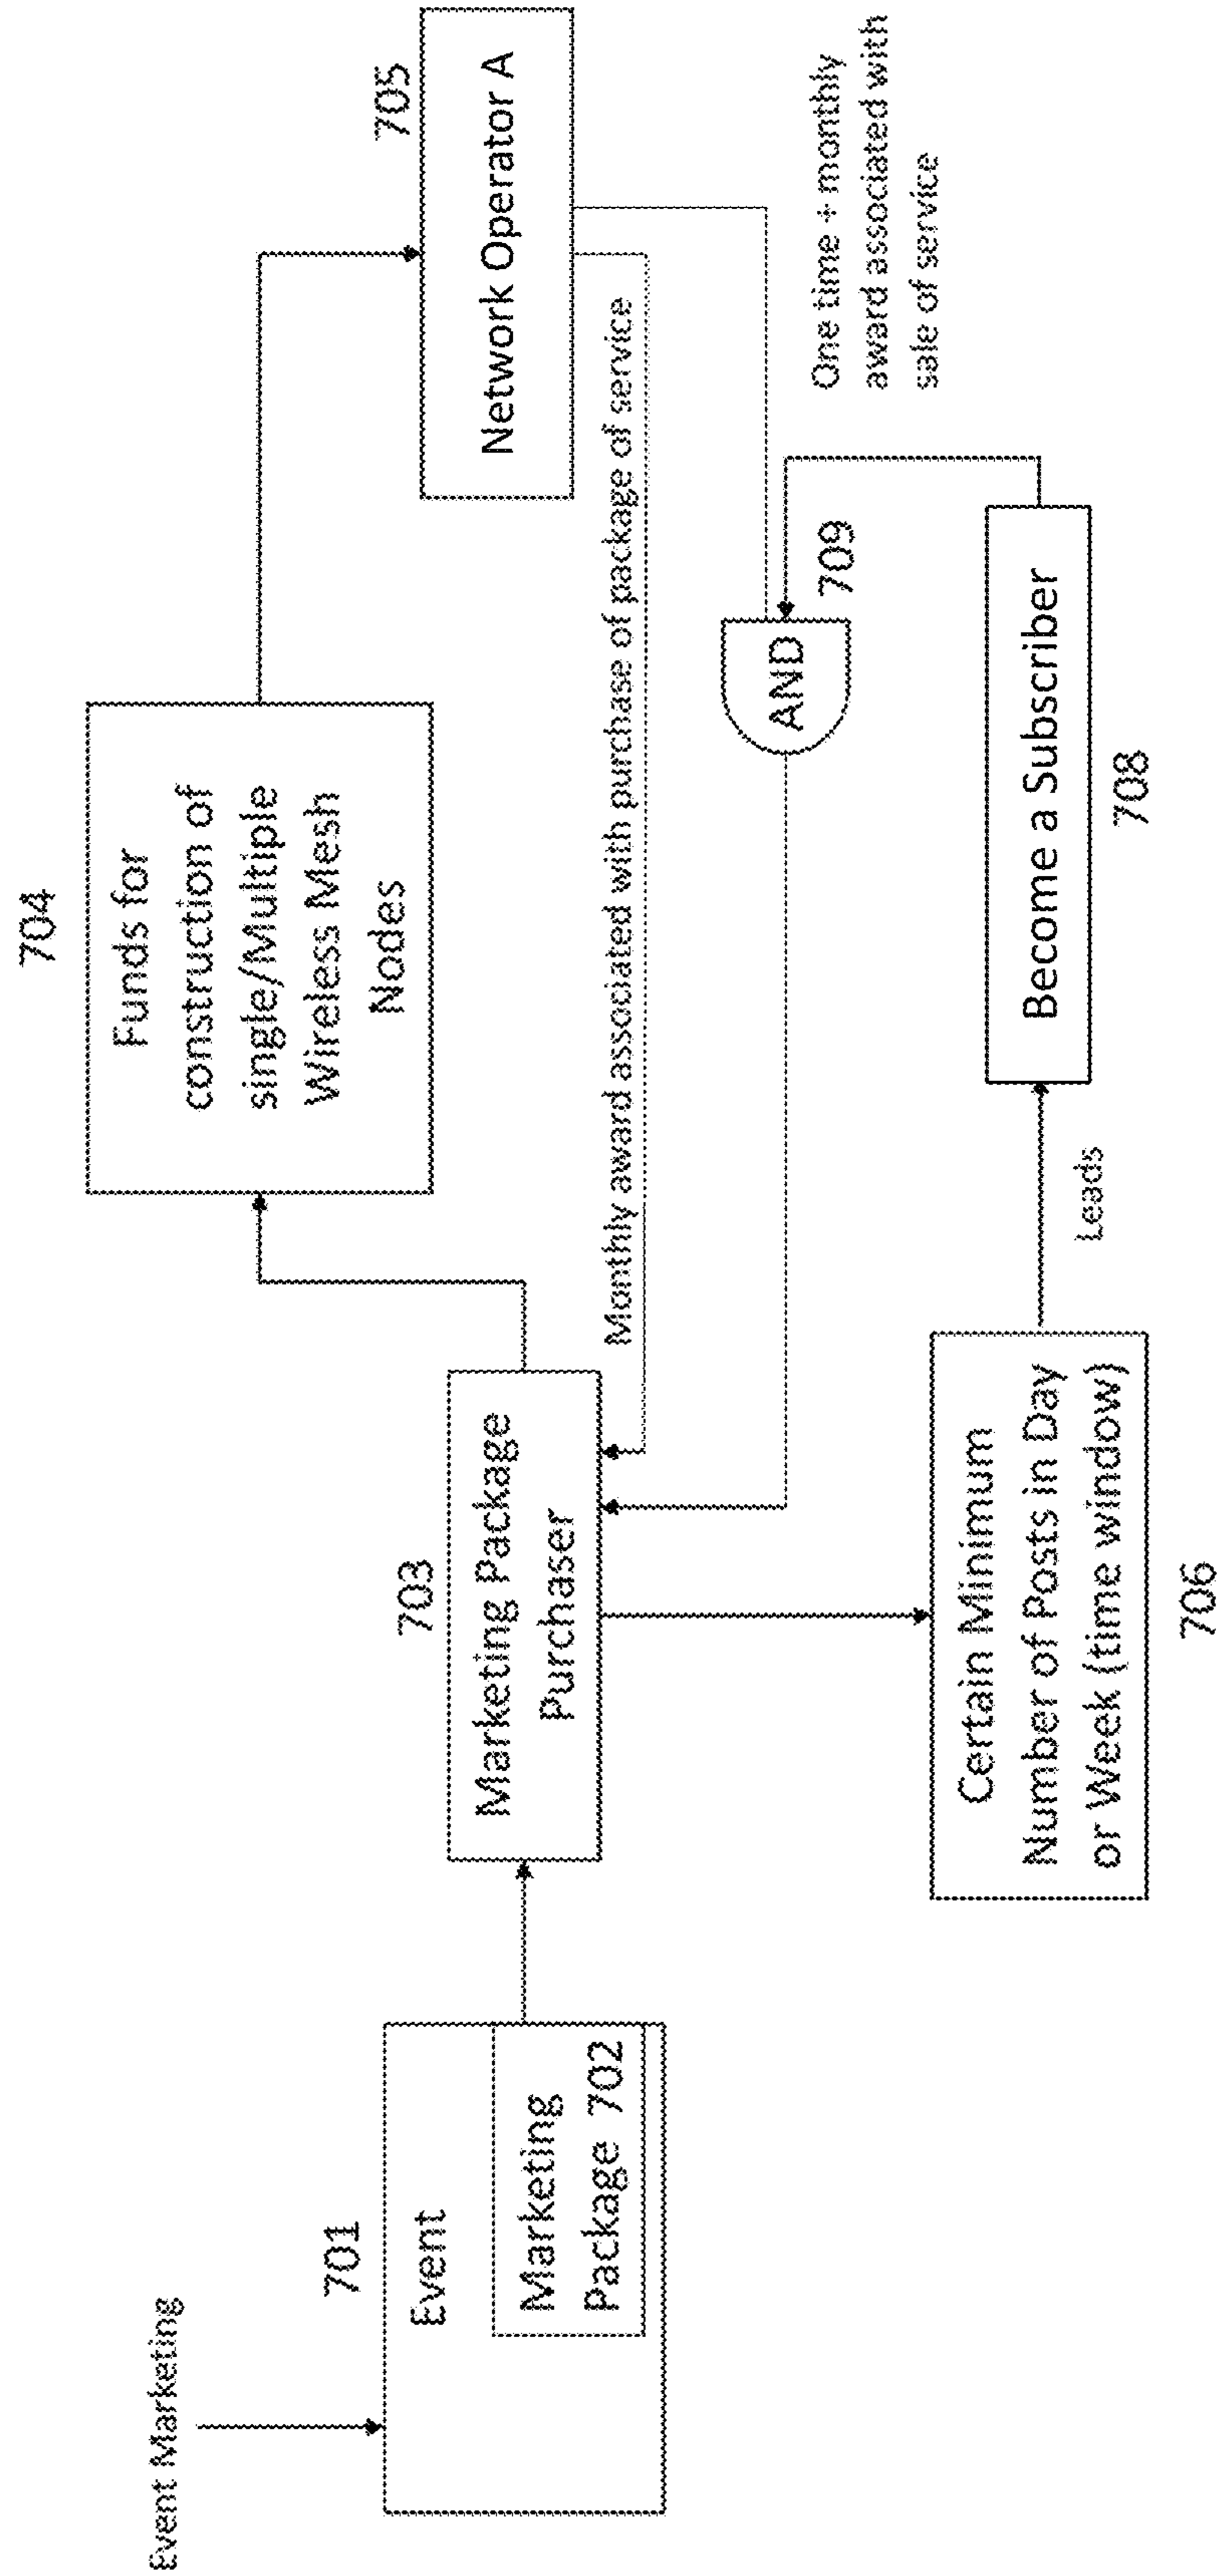 Event Marketing
701
Event
Marketing
Package 702
703
Marketing Package
Purchaser
704
Funds for
construction of
single/Multiple
Wireless Mesh
Nodes
705
Network Operator A
Monthly award associated with purchase of package of service
One time + monthly
award associated with
sale of service
AND
709
Certain Minimum
Number of Posts in Day
or Week (time window)
706
Leads
Become a Subscriber
708